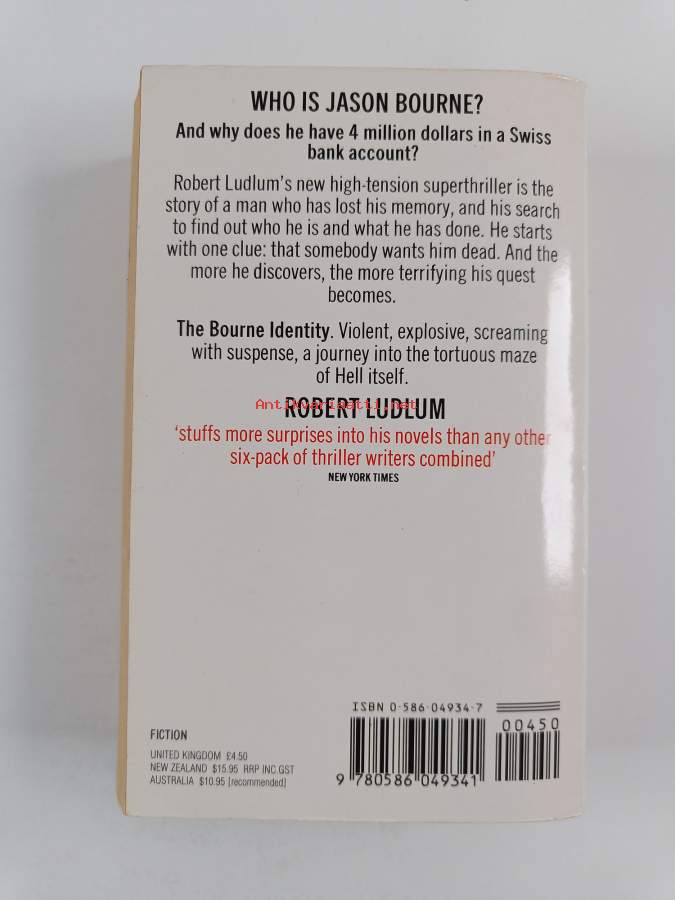 WHO IS JASON BOURNE?
And why does he have 4 million dollars in a Swiss
bank account?
Robert Ludlum's new high-tension superthriller is the
story of a man who has lost his memory, and his search
to find out who he is and what he has done. He starts
with one clue: that somebody wants him dead. And the
more he discovers, the more terrifying his quest
becomes.
The Bourne Identity. Violent, explosive, screaming
with suspense, a journey into the tortuous maze
of Hell itself.
Antikvariaatti.net
ROBERT LUDLUM
'stuffs more surprises into his novels than any other
six-pack of thriller writers combined'
NEW YORK TIMES
ISBN 0-586-04934-7
00450
FICTION
UNITED KINGDOM £4.50
NEW ZEALAND $15.95 RRP INC.GST
AUSTRALIA $10.95 [recommended]
9 780586 049341